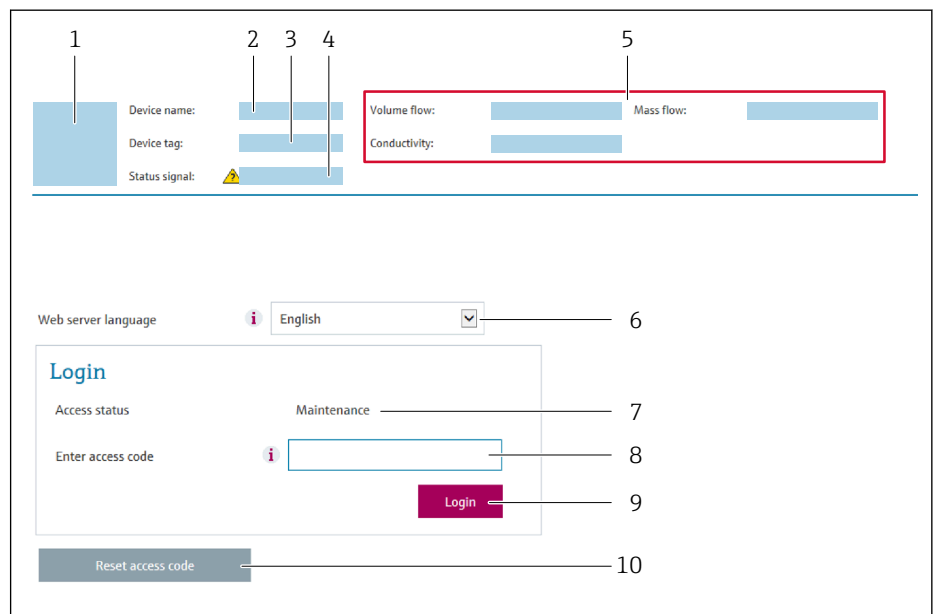 1 2 3 4 5
Device name: Volume flow: Mass flow:
Device tag: Conductivity:
Status signal: ?
Web server language i English 6
Login
Access status Maintenance 7
Enter access code i 8
Login 9
Reset access code 10